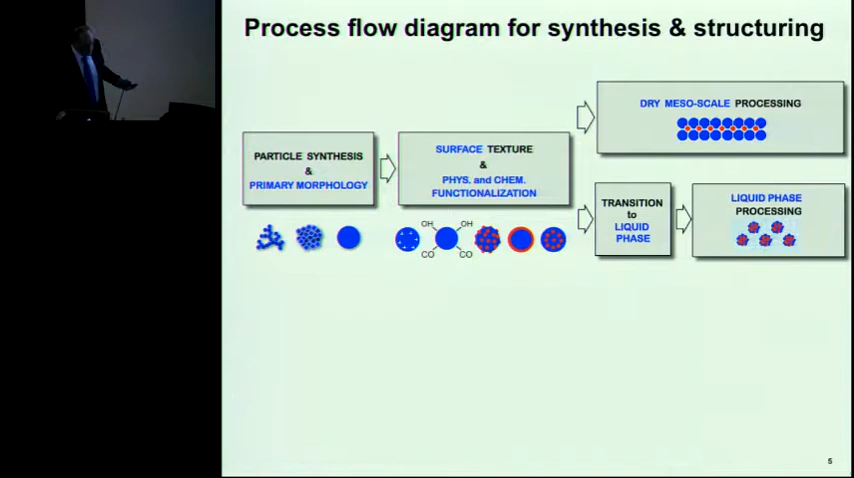 Process flow diagram for synthesis & structuring
DRY MESO-SCALE PROCESSING
PARTICLE SYNTHESIS
&
PRIMARY MORPHOLOGY
SURFACE TEXTURE
&
PHYS. and CHEM.
FUNCTIONALIZATION
TRANSITION
to
LIQUID
PHASE
LIQUID PHASE
PROCESSING
OH OH
CO CO
5